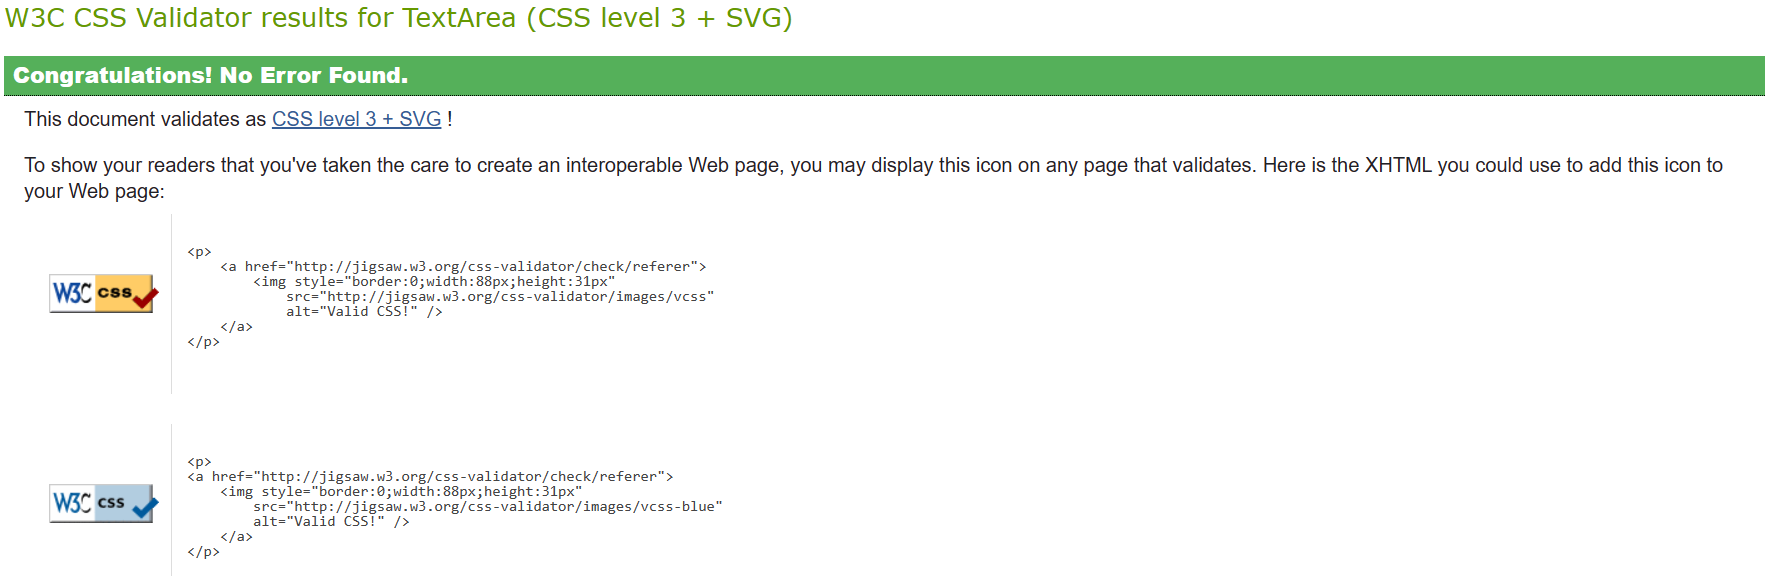 W3C CSS Validator results for TextArea (CSS level 3 + SVG)
Congratulations! No Error Found.
This document validates as CSS level 3 + SVG !
To show your readers that you've taken the care to create an interoperable Web page, you may display this icon on any page that validates. Here is the XHTML you could use to add this icon to
your Web page:
W3C css
<p>
    <a href="http://jigsaw.w3.org/css-validator/check/referer">
        <img style="border:0;width:88px;height:31px"
            src="http://jigsaw.w3.org/css-validator/images/vcss"
            alt="Valid CSS!" />
    </a>
</p>
W3C css
<p>
<a href="http://jigsaw.w3.org/css-validator/check/referer">
    <img style="border:0;width:88px;height:31px"
        src="http://jigsaw.w3.org/css-validator/images/vcss-blue"
        alt="Valid CSS!" />
    </a>
</p>